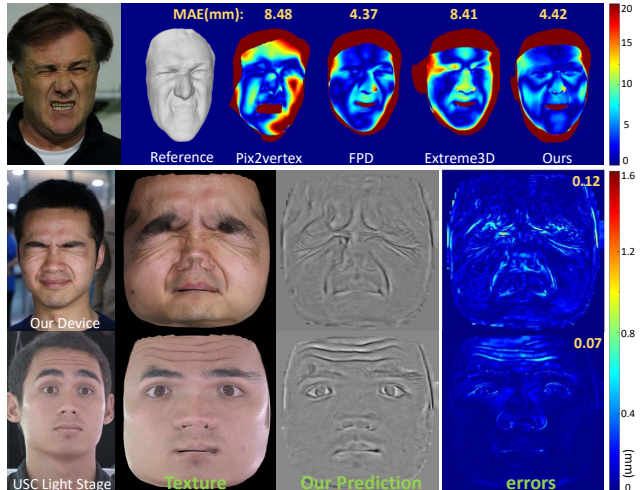 MAE(mm): 8.48 4.37 8.41 4.42
20
15
10
5
0
Reference Pix2vertex FPD Extreme3D Ours
0.12
1.6
1.2
0.8
0.4
0
(mm)
Our Device
0.07
USC Light Stage Texture Our Prediction errors